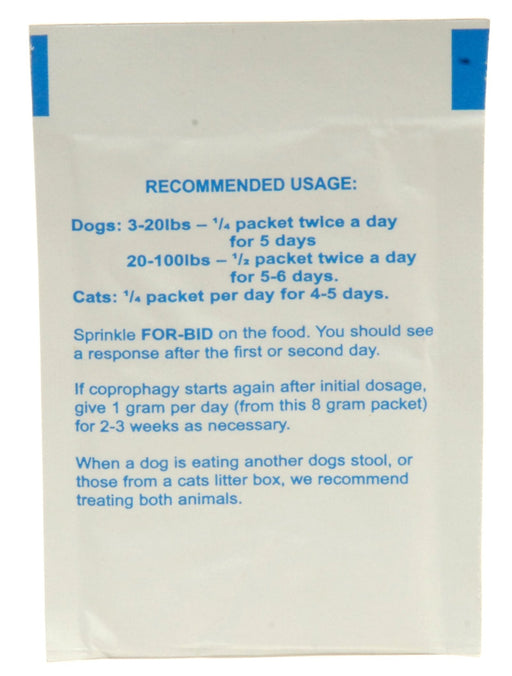 RECOMMENDED USAGE:
Dogs: 3-20lbs – ¹/₄ packet twice a day
for 5 days
20-100lbs – ¹/₂ packet twice a day
for 5-6 days.
Cats: ¹/₄ packet per day for 4-5 days.
Sprinkle FOR-BID on the food. You should see
a response after the first or second day.
If coprophagy starts again after initial dosage,
give 1 gram per day (from this 8 gram packet)
for 2-3 weeks as necessary.
When a dog is eating another dogs stool, or
those from a cats litter box, we recommend
treating both animals.